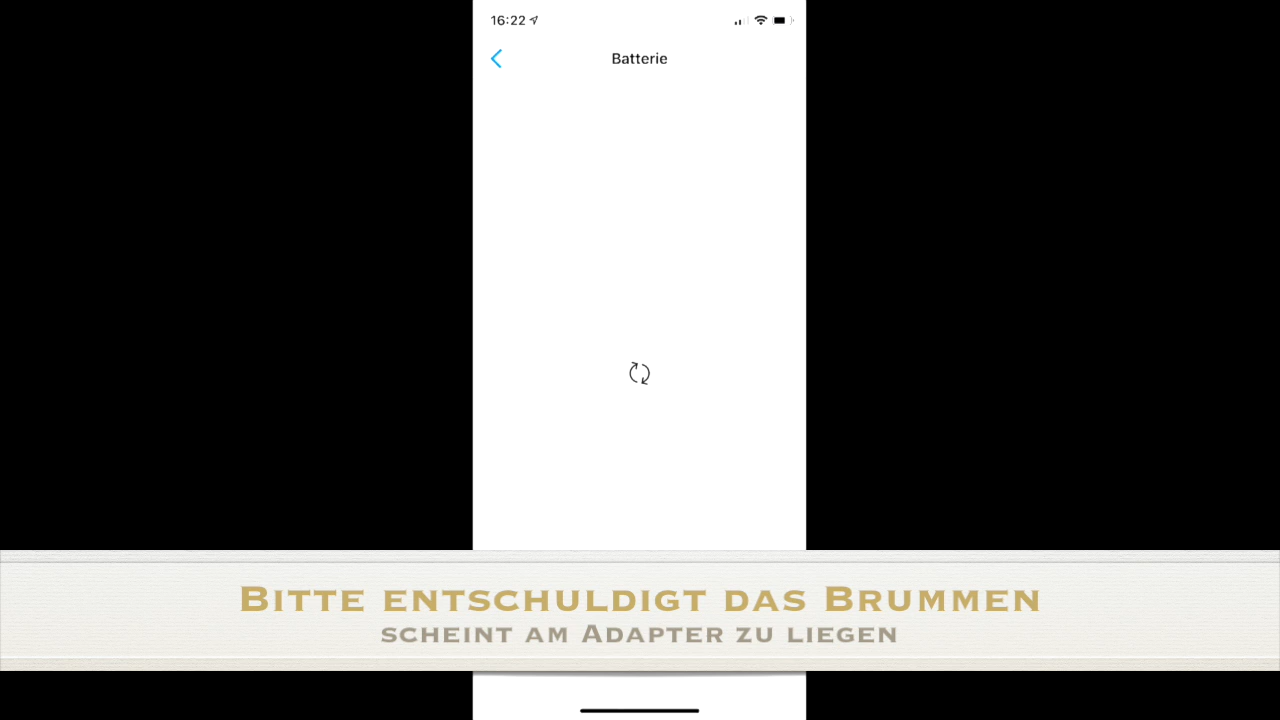 16:22
Batterie
Bitte entschuldigt das Brummen
scheint am Adapter zu liegen